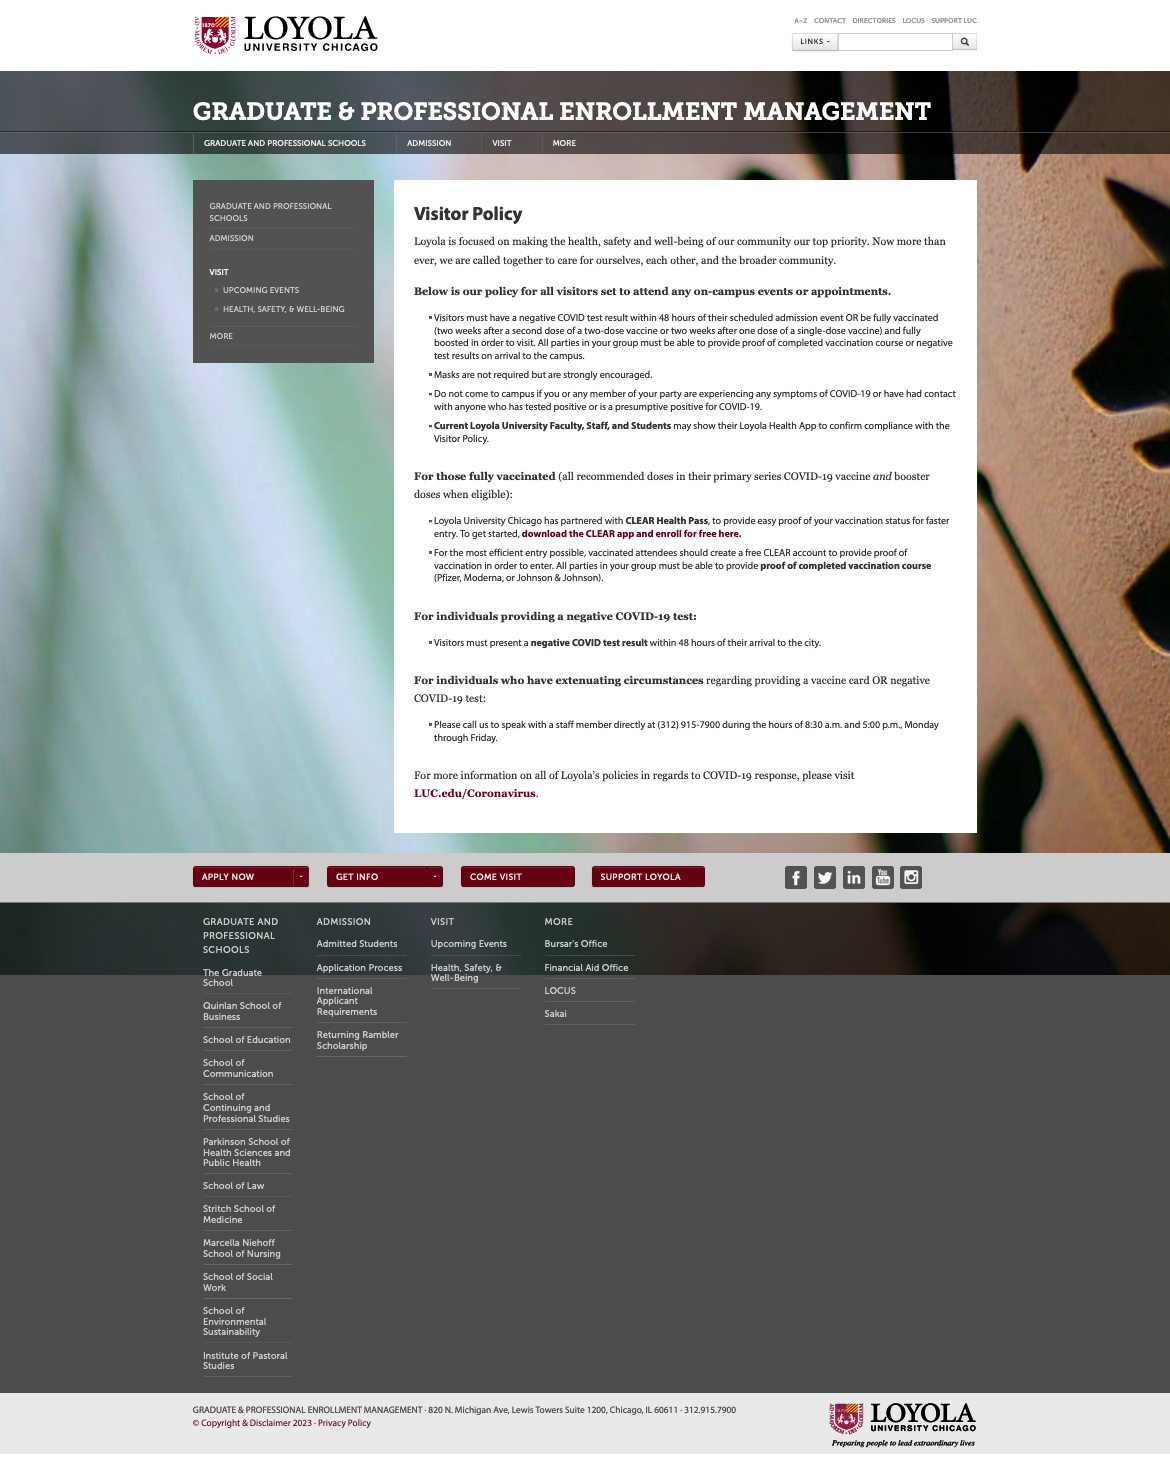 LOYOLA
UNIVERSITY CHICAGO
A–Z CONTACT DIRECTORIES LOCUS SUPPORT LUC
LINKS
GRADUATE & PROFESSIONAL ENROLLMENT MANAGEMENT
GRADUATE AND PROFESSIONAL SCHOOLS ADMISSION VISIT MORE
GRADUATE AND PROFESSIONAL
SCHOOLS
ADMISSION
VISIT
UPCOMING EVENTS
HEALTH, SAFETY, & WELL-BEING
MORE
Visitor Policy
Loyola is focused on making the health, safety and well-being of our community our top priority. Now more than
ever, we are called together to care for ourselves, each other, and the broader community.
Below is our policy for all visitors set to attend any on-campus events or appointments.
Visitors must have a negative COVID test result within 48 hours of their scheduled admission event OR be fully vaccinated
(two weeks after a second dose of a two-dose vaccine or two weeks after one dose of a single-dose vaccine) and fully
boosted in order to visit. All parties in your group must be able to provide proof of completed vaccination course or negative
test results on arrival to the campus.
Masks are not required but are strongly encouraged.
Do not come to campus if you or any member of your party are experiencing any symptoms of COVID-19 or have had contact
with anyone who has tested positive or is a presumptive positive for COVID-19.
Current Loyola University Faculty, Staff, and Students may show their Loyola Health App to confirm compliance with the
Visitor Policy.
For those fully vaccinated (all recommended doses in their primary series COVID-19 vaccine and booster
doses when eligible):
Loyola University Chicago has partnered with CLEAR Health Pass, to provide easy proof of your vaccination status for faster
entry. To get started, download the CLEAR app and enroll for free here.
For the most efficient entry possible, vaccinated attendees should create a free CLEAR account to provide proof of
vaccination in order to enter. All parties in your group must be able to provide proof of completed vaccination course
(Pfizer, Moderna, or Johnson & Johnson).
For individuals providing a negative COVID-19 test:
Visitors must present a negative COVID test result within 48 hours of their arrival to the city.
For individuals who have extenuating circumstances regarding providing a vaccine card OR negative
COVID-19 test:
Please call us to speak with a staff member directly at (312) 915-7900 during the hours of 8:30 a.m. and 5:00 p.m., Monday
through Friday.
For more information on all of Loyola's policies in regards to COVID-19 response, please visit
LUC.edu/Coronavirus.
APPLY NOW GET INFO COME VISIT SUPPORT LOYOLA
GRADUATE AND
PROFESSIONAL
SCHOOLS
The Graduate
School
Quinlan School of
Business
School of Education
School of
Communication
School of
Continuing and
Professional Studies
Parkinson School of
Health Sciences and
Public Health
School of Law
Stritch School of
Medicine
Marcella Niehoff
School of Nursing
School of Social
Work
School of
Environmental
Sustainability
Institute of Pastoral
Studies
ADMISSION
Admitted Students
Application Process
International
Applicant
Requirements
Returning Rambler
Scholarship
VISIT
Upcoming Events
Health, Safety, &
Well-Being
MORE
Bursar's Office
Financial Aid Office
LOCUS
Sakai
GRADUATE & PROFESSIONAL ENROLLMENT MANAGEMENT · 820 N. Michigan Ave, Lewis Towers Suite 1200, Chicago, IL 60611 · 312.915.7900
© Copyright & Disclaimer 2023 · Privacy Policy
LOYOLA
UNIVERSITY CHICAGO
Preparing people to lead extraordinary lives